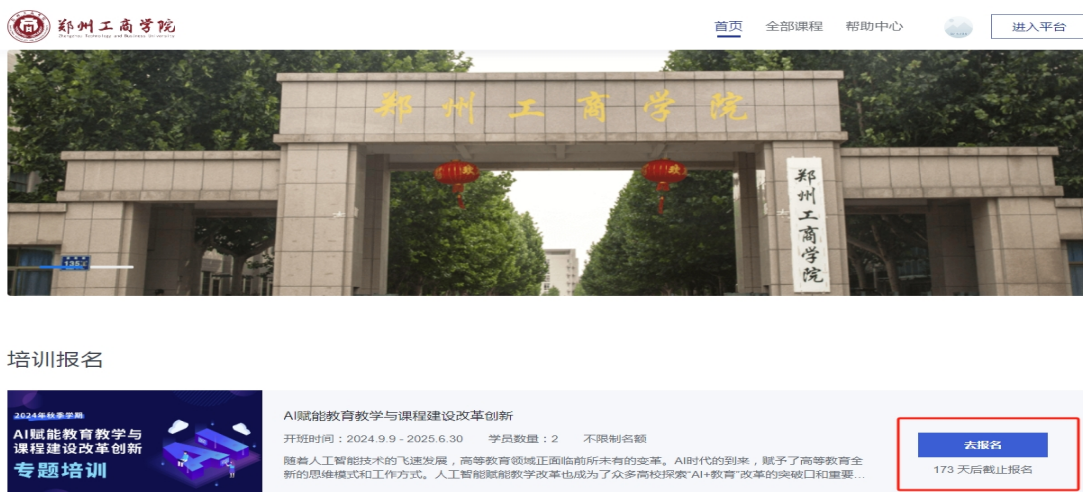 郑州工商学院
Zhengzhou Technology and Business University
首页 全部课程 帮助中心 进入平台
郑州工商学院
郑州工商学院
135
培训报名
2024年秋季学期
AI赋能教育教学与
课程建设改革创新
专题培训
AI赋能教育教学与课程建设改革创新
开班时间：2024.9.9 - 2025.6.30 学员数量：2 不限制名额
随着人工智能技术的飞速发展，高等教育领域正面临前所未有的变革。AI时代的到来，赋予了高等教育全
新的思维模式和工作方式。人工智能赋能教学改革也成为了众多高校探索“AI+教育”改革的突破口和重要...
去报名
173 天后截止报名